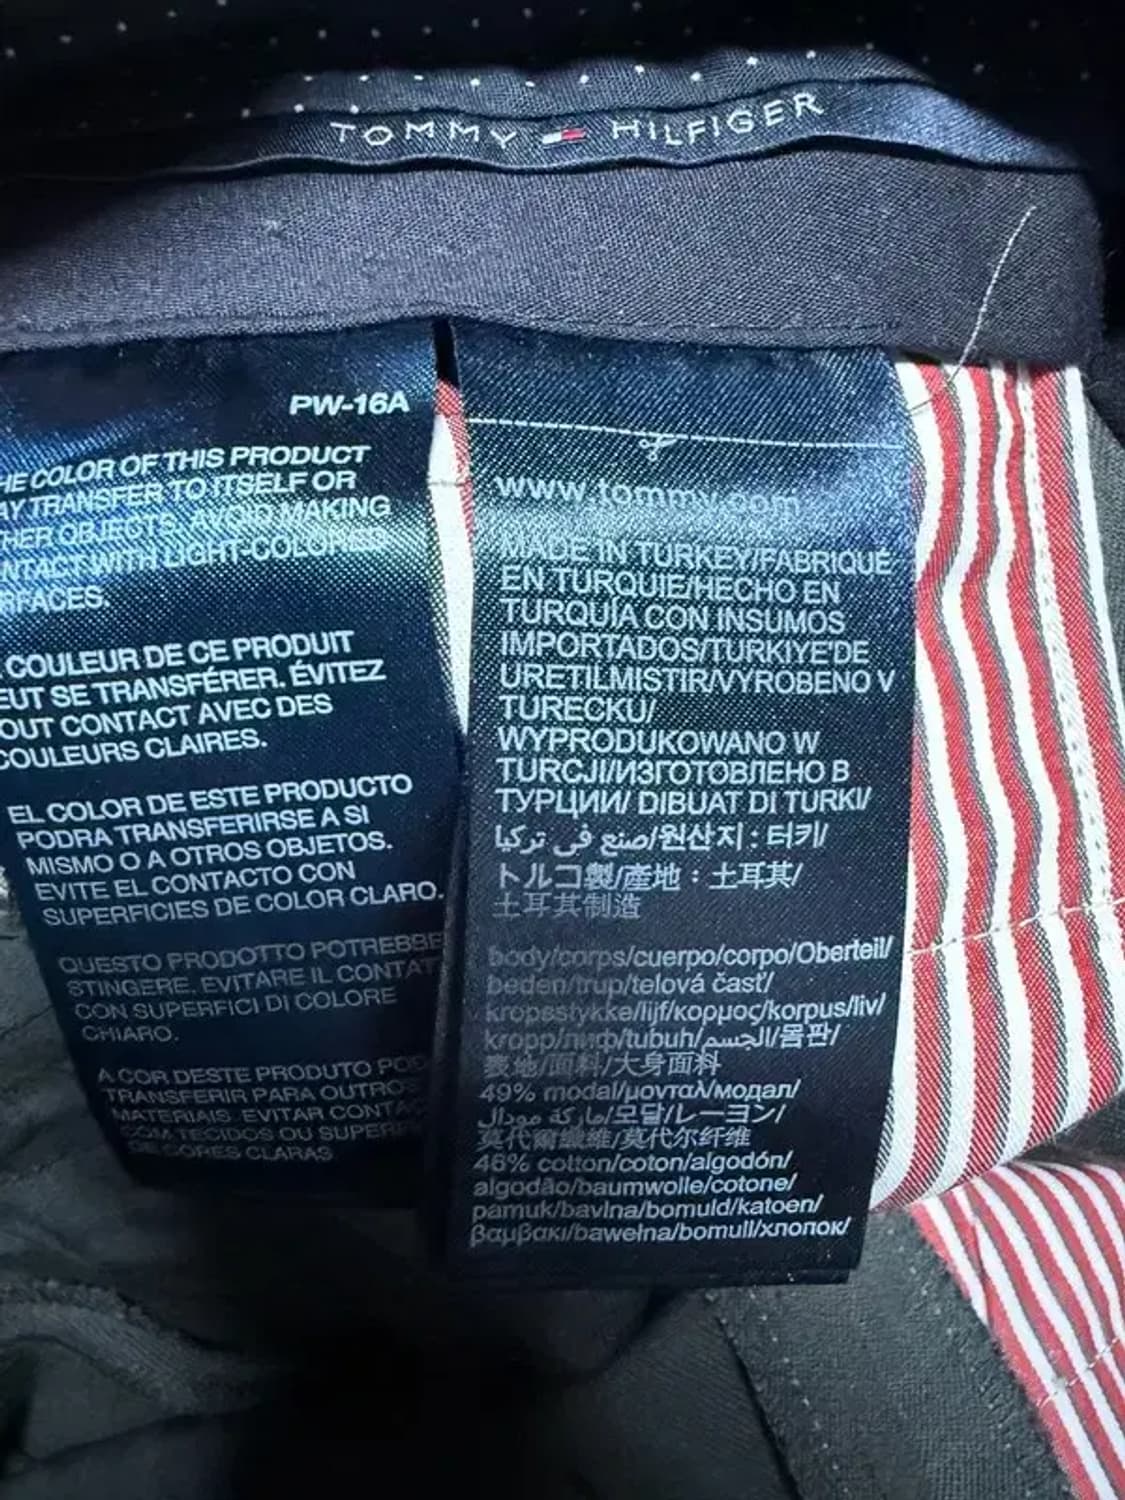 TOMMY HILFIGER
PW-16A
HE COLOR OF THIS PRODUCT
AY TRANSFER TO ITSELF OR
HER OBJECTS. AVOID MAKING
NTACT WITH LIGHT-COLORED
RFACES.
COULEUR DE CE PRODUIT
EUT SE TRANSFÉRER. ÉVITEZ
OUT CONTACT AVEC DES
COULEURS CLAIRES.
EL COLOR DE ESTE PRODUCTO
PODRA TRANSFERIRSE A SI
MISMO O A OTROS OBJETOS.
EVITE EL CONTACTO CON
SUPERFICIES DE COLOR CLARO.
QUESTO PRODOTTO POTREBBE
STINGERE. EVITARE IL CONTAT
CON SUPERFICI DI COLORE
CHIARO.
A COR DESTE PRODUTO POD
TRANSFERIR PARA OUTROS
MATERIAIS. EVITAR CONTAC
COM TECIDOS OU SUPERFI
DE CORES CLARAS
www.tommy.com
MADE IN TURKEY/FABRIQUÉ
EN TURQUIE/HECHO EN
TURQUÍA CON INSUMOS
IMPORTADOS/TURKIYE'DE
URETILMISTIR/VYROBENO V
TURECKU/
WYPRODUKOWANO W
TURCJI/ИЗГОТОВЛЕНО В
ТУРЦИИ/ DIBUAT DI TURKI/
صنع في تركيا/원산지 : 터키/
トルコ製/產地：土耳其/
土耳其制造
body/corps/cuerpo/corpo/Oberteil/
beden/trup/telová časť/
kropsstykke/lijf/κορμος/korpus/liv/
kropp/лиф/tubuh/الجسم/몸판/
表地/面料/大身面料
49% modal/μονταλ/модал/
ماركة مودال/모달/レーヨン/
莫代爾纖維/莫代尔纤维
46% cotton/coton/algodón/
algodão/baumwolle/cotone/
pamuk/bavlna/bomuld/katoen/
βαμβακι/bawełna/bomull/хлопок/